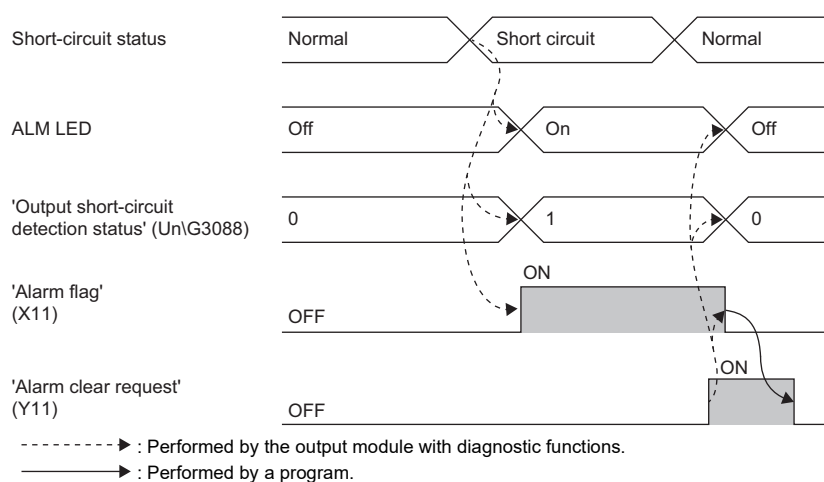 Short-circuit status
Normal
Short circuit
Normal
ALM LED
Off
On
Off
'Output short-circuit
detection status' (Un\G3088)
0
1
0
'Alarm flag'
(X11)
ON
OFF
'Alarm clear request'
(Y11)
ON
OFF
: Performed by the output module with diagnostic functions.
: Performed by a program.